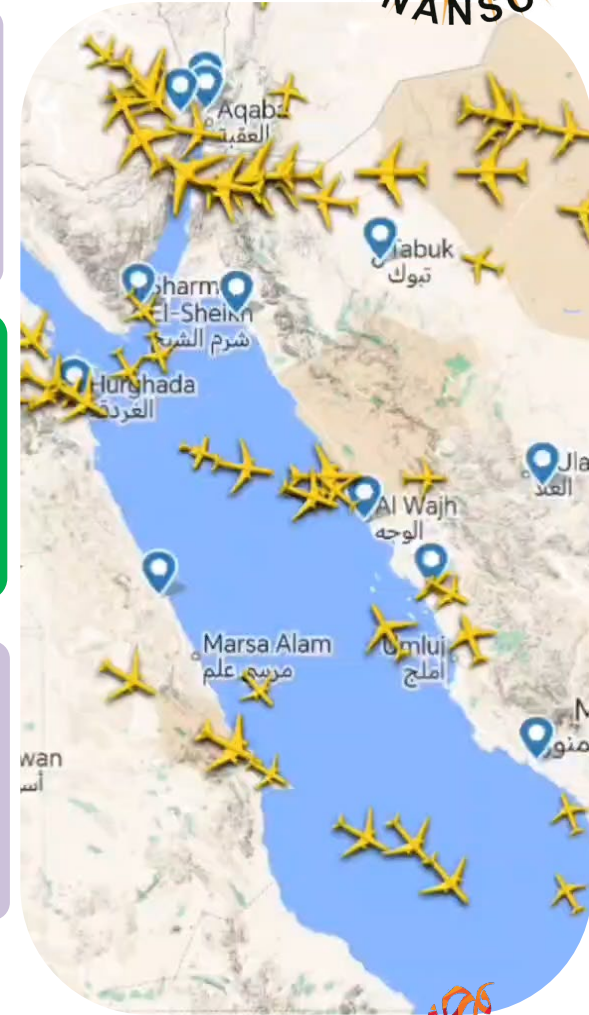 NANSO
Aqaba
العقبة
Tabuk
تبوك
Sharm
El-Sheikh
شرم الشيخ
Hurghada
الغردقة
Al Wajh
الوجه
Marsa Alam
مرسى علم
Umluj
أملج
wan